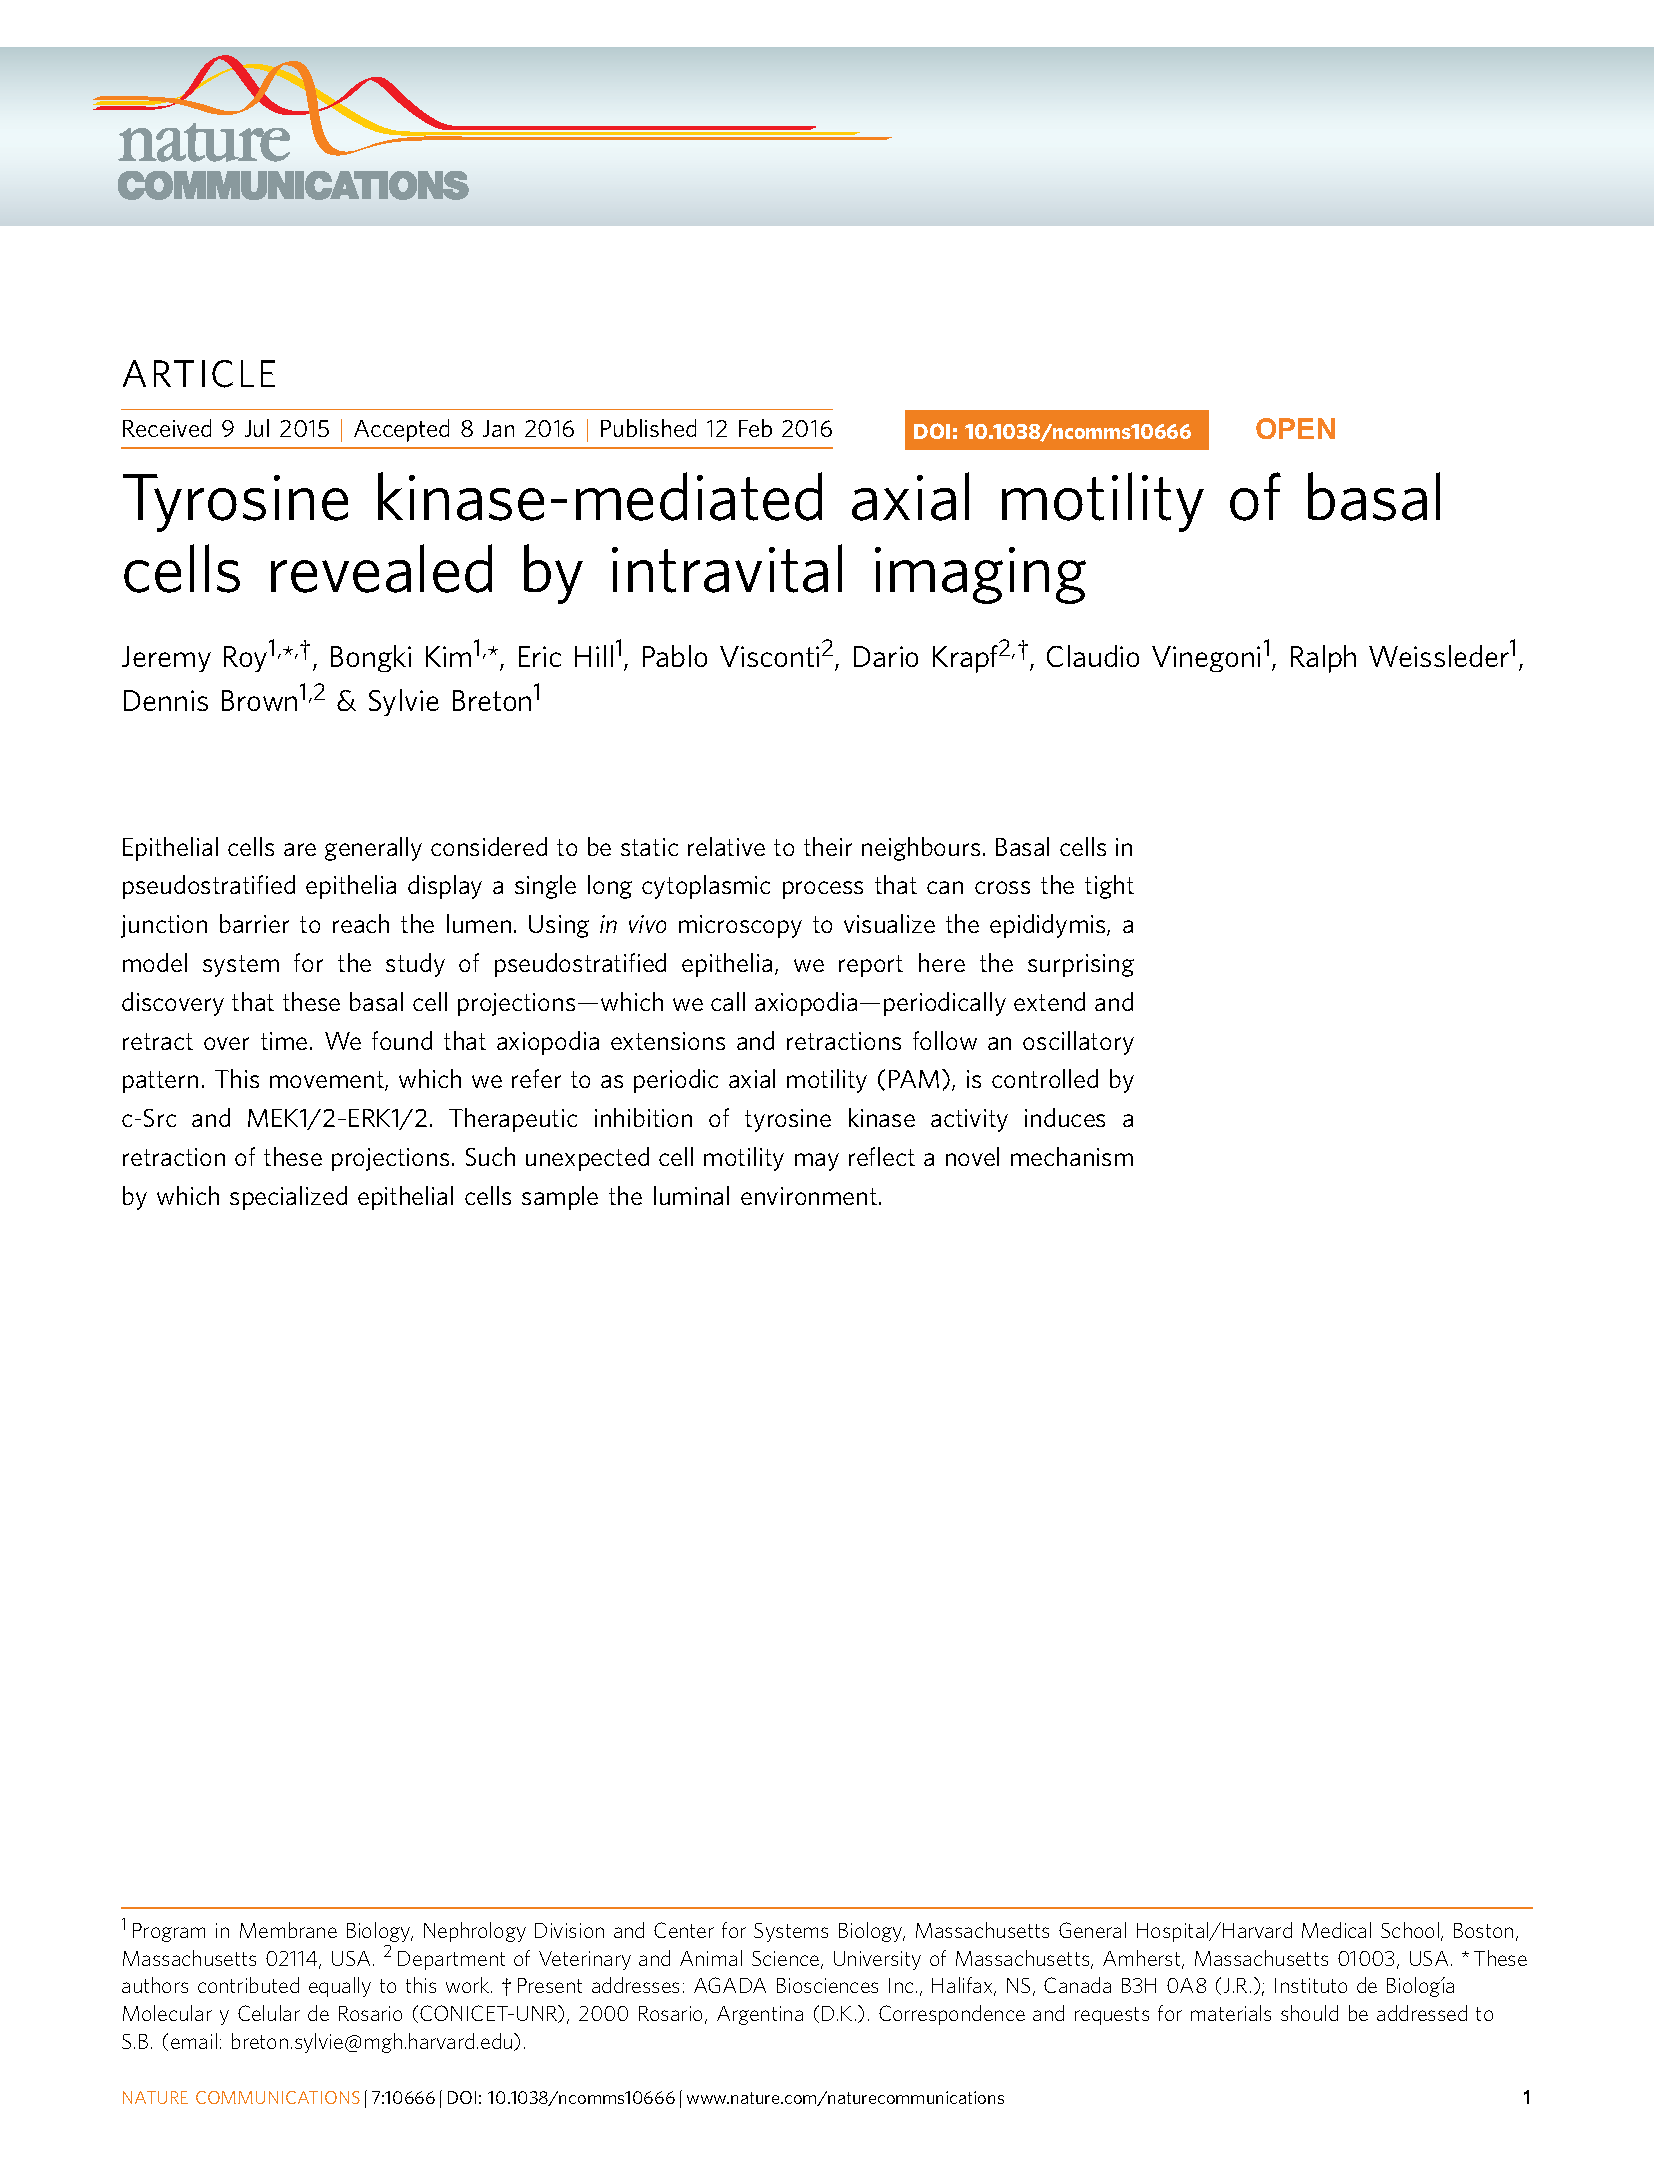 nature
COMMUNICATIONS
ARTICLE
Received 9 Jul 2015 | Accepted 8 Jan 2016 | Published 12 Feb 2016
DOI: 10.1038/ncomms10666
OPEN
Tyrosine kinase-mediated axial motility of basal
cells revealed by intravital imaging
Jeremy Roy1,*,†, Bongki Kim1,*, Eric Hill1, Pablo Visconti2, Dario Krapf2,†, Claudio Vinegoni1, Ralph Weissleder1,
Dennis Brown1,2 & Sylvie Breton1
Epithelial cells are generally considered to be static relative to their neighbours. Basal cells in
pseudostratified epithelia display a single long cytoplasmic process that can cross the tight
junction barrier to reach the lumen. Using in vivo microscopy to visualize the epididymis, a
model system for the study of pseudostratified epithelia, we report here the surprising
discovery that these basal cell projections—which we call axiopodia—periodically extend and
retract over time. We found that axiopodia extensions and retractions follow an oscillatory
pattern. This movement, which we refer to as periodic axial motility (PAM), is controlled by
c-Src and MEK1/2–ERK1/2. Therapeutic inhibition of tyrosine kinase activity induces a
retraction of these projections. Such unexpected cell motility may reflect a novel mechanism
by which specialized epithelial cells sample the luminal environment.
1 Program in Membrane Biology, Nephrology Division and Center for Systems Biology, Massachusetts General Hospital/Harvard Medical School, Boston,
Massachusetts 02114, USA. 2 Department of Veterinary and Animal Science, University of Massachusetts, Amherst, Massachusetts 01003, USA. * These
authors contributed equally to this work. † Present addresses: AGADA Biosciences Inc., Halifax, NS, Canada B3H 0A8 (J.R.); Instituto de Biología
Molecular y Celular de Rosario (CONICET-UNR), 2000 Rosario, Argentina (D.K.). Correspondence and requests for materials should be addressed to
S.B. (email: breton.sylvie@mgh.harvard.edu).
NATURE COMMUNICATIONS | 7:10666 | DOI: 10.1038/ncomms10666 | www.nature.com/naturecommunications
1